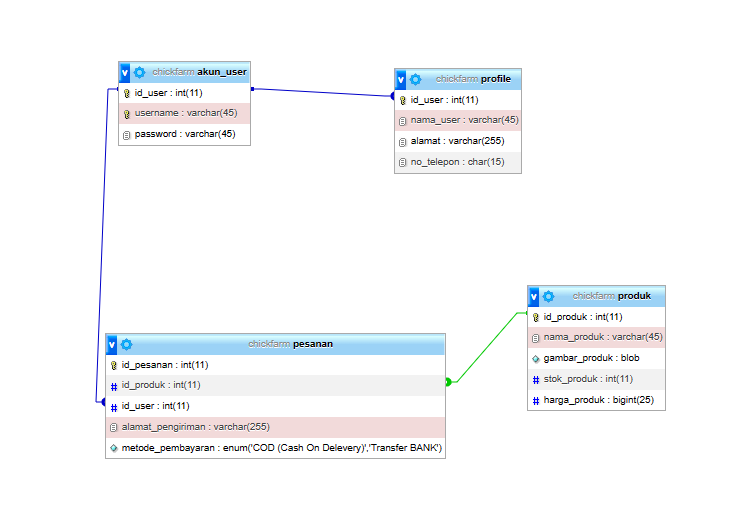 chickfarm akun_user
id_user : int(11)
username : varchar(45)
password : varchar(45)
chickfarm profile
id_user : int(11)
nama_user : varchar(45)
alamat : varchar(255)
no_telepon : char(15)
chickfarm produk
id_produk : int(11)
nama_produk : varchar(45)
gambar_produk : blob
stok_produk : int(11)
harga_produk : bigint(25)
chickfarm pesanan
id_pesanan : int(11)
id_produk : int(11)
id_user : int(11)
alamat_pengiriman : varchar(255)
metode_pembayaran : enum('COD (Cash On Delevery)','Transfer BANK')